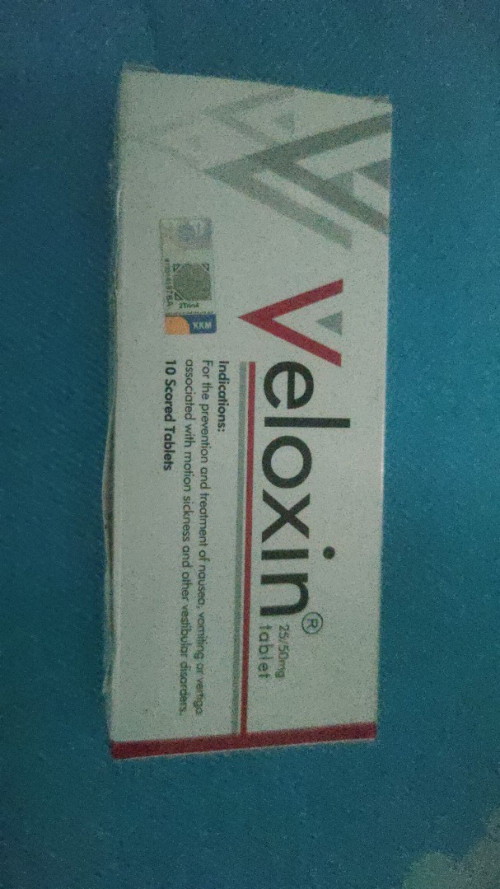 Veloxin®
25/50mg
tablet
Indications:
For the prevention and treatment of nausea, vomiting or vertigo
associated with motion sickness and other vestibular disorders.
10 Scored Tablets